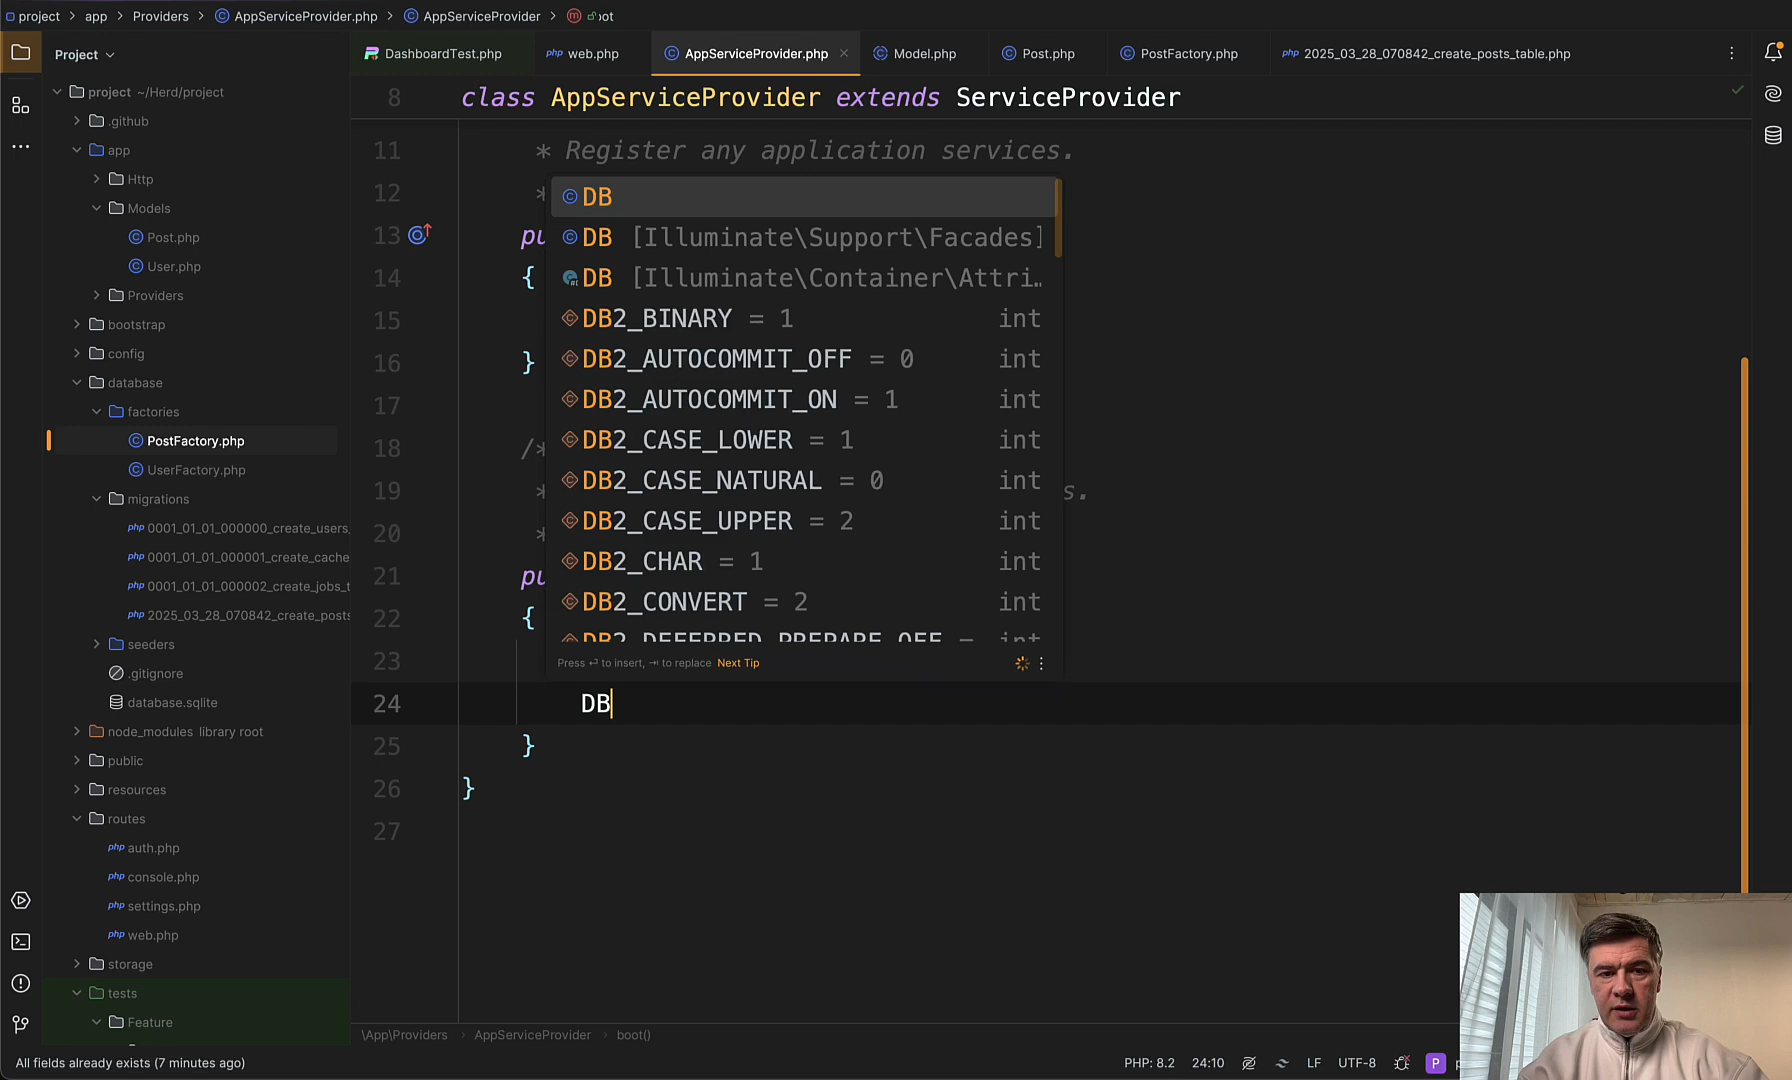 project > app > Providers > AppServiceProvider.php > AppServiceProvider > boot
Project
DashboardTest.php
web.php
AppServiceProvider.php
Model.php
Post.php
PostFactory.php
2025_03_28_070842_create_posts_table.php
project ~/Herd/project
.github
app
Http
Models
Post.php
User.php
Providers
bootstrap
config
database
factories
PostFactory.php
UserFactory.php
migrations
0001_01_01_000000_create_users_
0001_01_01_000001_create_cache
0001_01_01_000002_create_jobs_t
2025_03_28_070842_create_posts
seeders
.gitignore
database.sqlite
node_modules library root
public
resources
routes
auth.php
console.php
settings.php
web.php
storage
tests
Feature
8 class AppServiceProvider extends ServiceProvider
11 * Register any application services.
12 *
13 pu
14 {
15
16 }
17
18 /*
19 * s.
20 *
21 pu
22 {
23
24 DB
25 }
26 }
27
DB
DB [Illuminate\Support\Facades]
DB [Illuminate\Container\Attri…
DB2_BINARY = 1 int
DB2_AUTOCOMMIT_OFF = 0 int
DB2_AUTOCOMMIT_ON = 1 int
DB2_CASE_LOWER = 1 int
DB2_CASE_NATURAL = 0 int
DB2_CASE_UPPER = 2 int
DB2_CHAR = 1 int
DB2_CONVERT = 2 int
DB2_DEFERRED_PREPARE_OFF = int
Press ⏎ to insert, ⇥ to replace Next Tip
\App\Providers > AppServiceProvider > boot()
All fields already exists (7 minutes ago)
PHP: 8.2 24:10 LF UTF-8 P